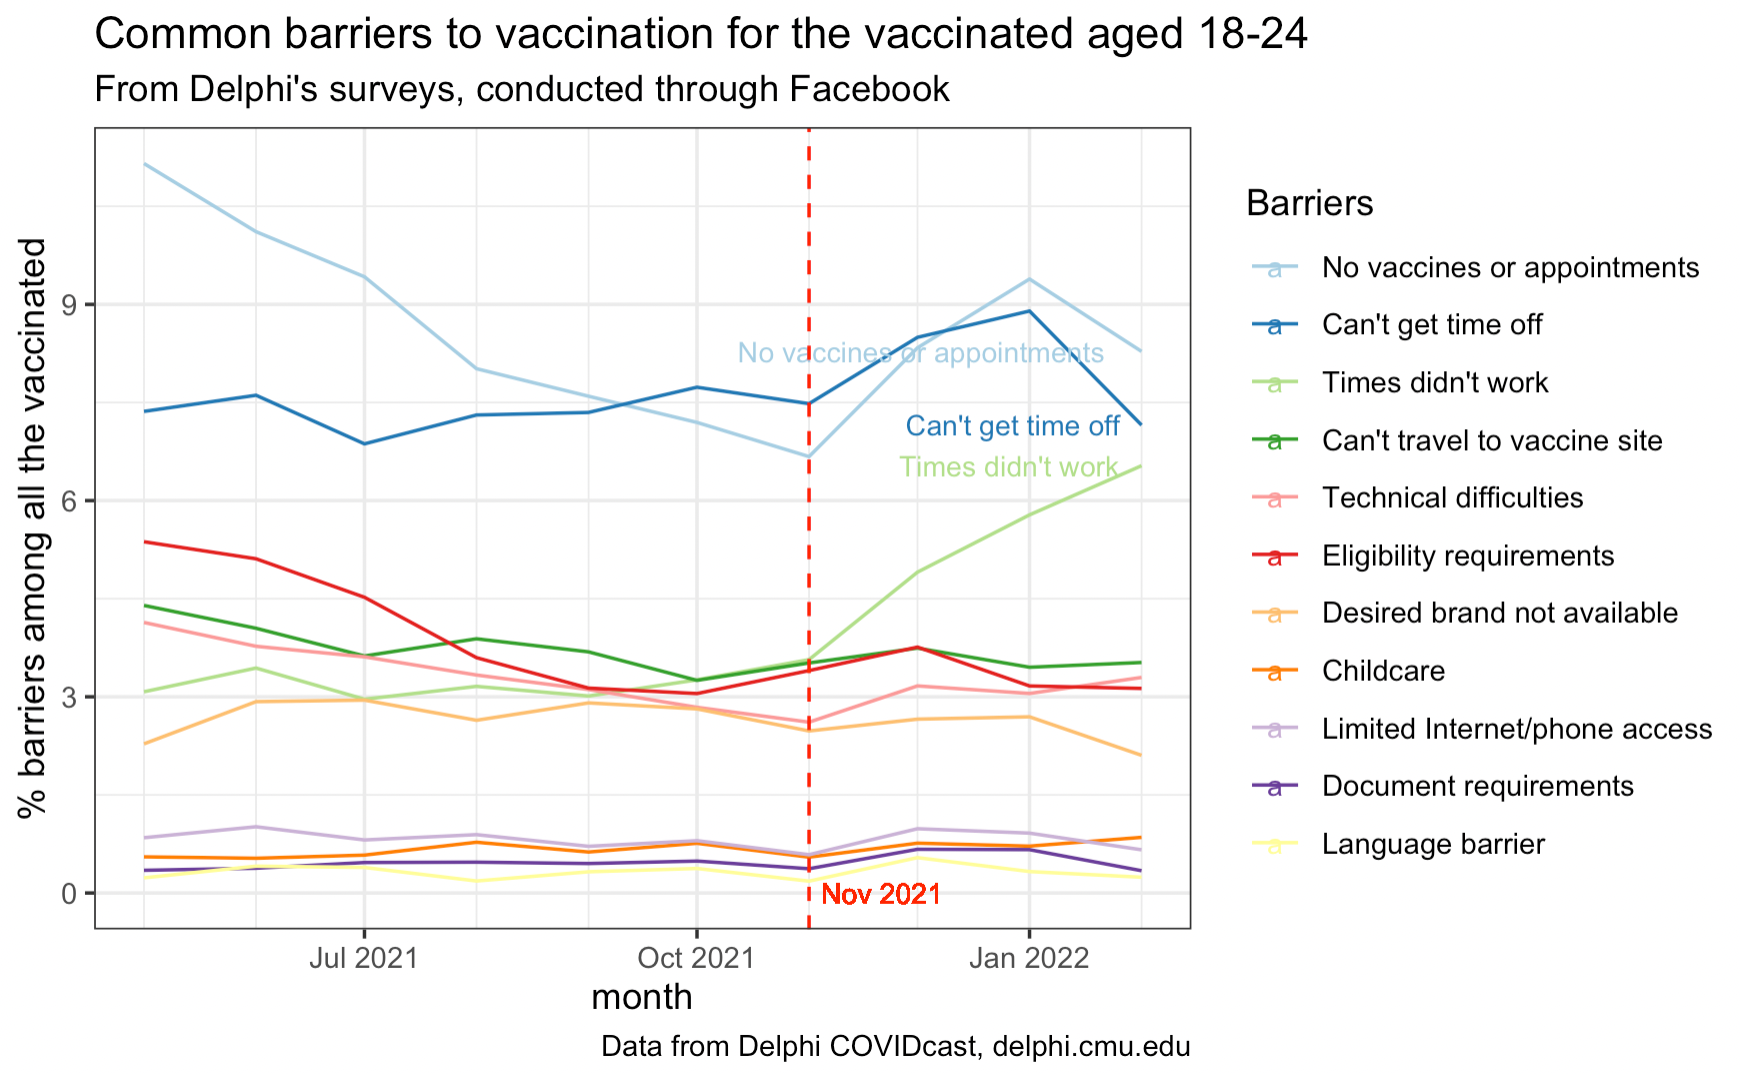 Common barriers to vaccination for the vaccinated aged 18-24
From Delphi's surveys, conducted through Facebook
% barriers among all the vaccinated
9
6
3
0
No vaccines or appointments
Can't get time off
Times didn't work
Nov 2021
Jul 2021
Oct 2021
Jan 2022
month
Data from Delphi COVIDcast, delphi.cmu.edu
Barriers
a No vaccines or appointments
a Can't get time off
a Times didn't work
a Can't travel to vaccine site
a Technical difficulties
a Eligibility requirements
a Desired brand not available
a Childcare
a Limited Internet/phone access
a Document requirements
a Language barrier